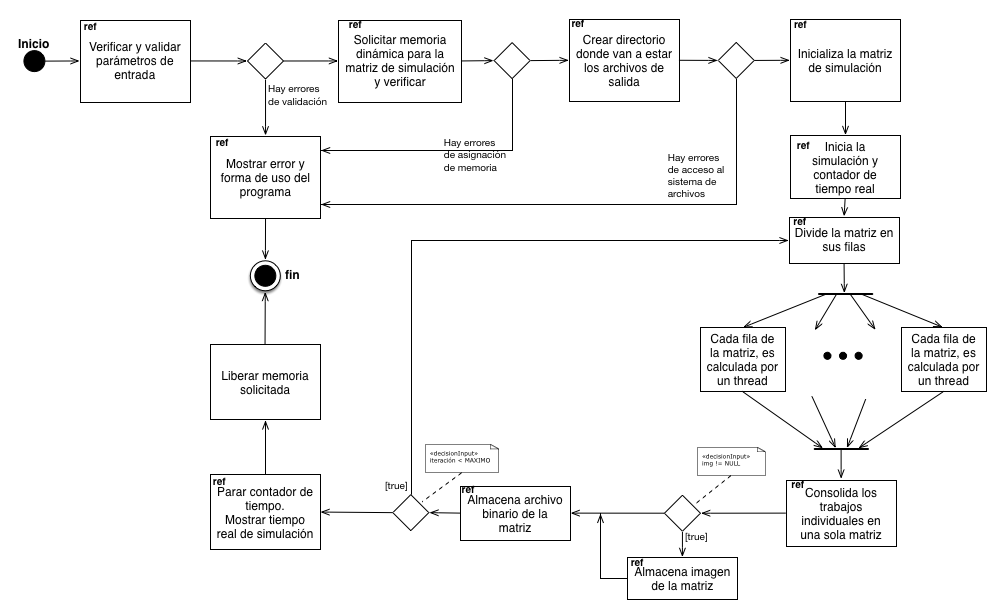 Inicio
ref
Verificar y validar
parámetros de
entrada
Hay errores
de validación
ref
Solicitar memoria
dinámica para la
matriz de simulación
y verificar
ref
Crear directorio
donde van a estar
los archivos de
salida
ref
Inicializa la matriz
de simulación
ref
Mostrar error y
forma de uso del
programa
Hay errores
de asignación
de memoria
Hay errores
de acceso al
sistema de
archivos
ref
Inicia la
simulación y
contador de
tiempo real
ref
Divide la matriz en
sus filas
fin
Cada fila de
la matriz, es
calculada por
un thread
Cada fila de
la matriz, es
calculada por
un thread
Liberar memoria
solicitada
«decisionInput»
iteración < MAXIMO
«decisionInput»
img != NULL
ref
Parar contador de
tiempo.
Mostrar tiempo
real de simulación
[true]
ref
Almacena archivo
binario de la
matriz
[true]
ref
Consolida los
trabajos
individuales en
una sola matriz
ref
Almacena imagen
de la matriz